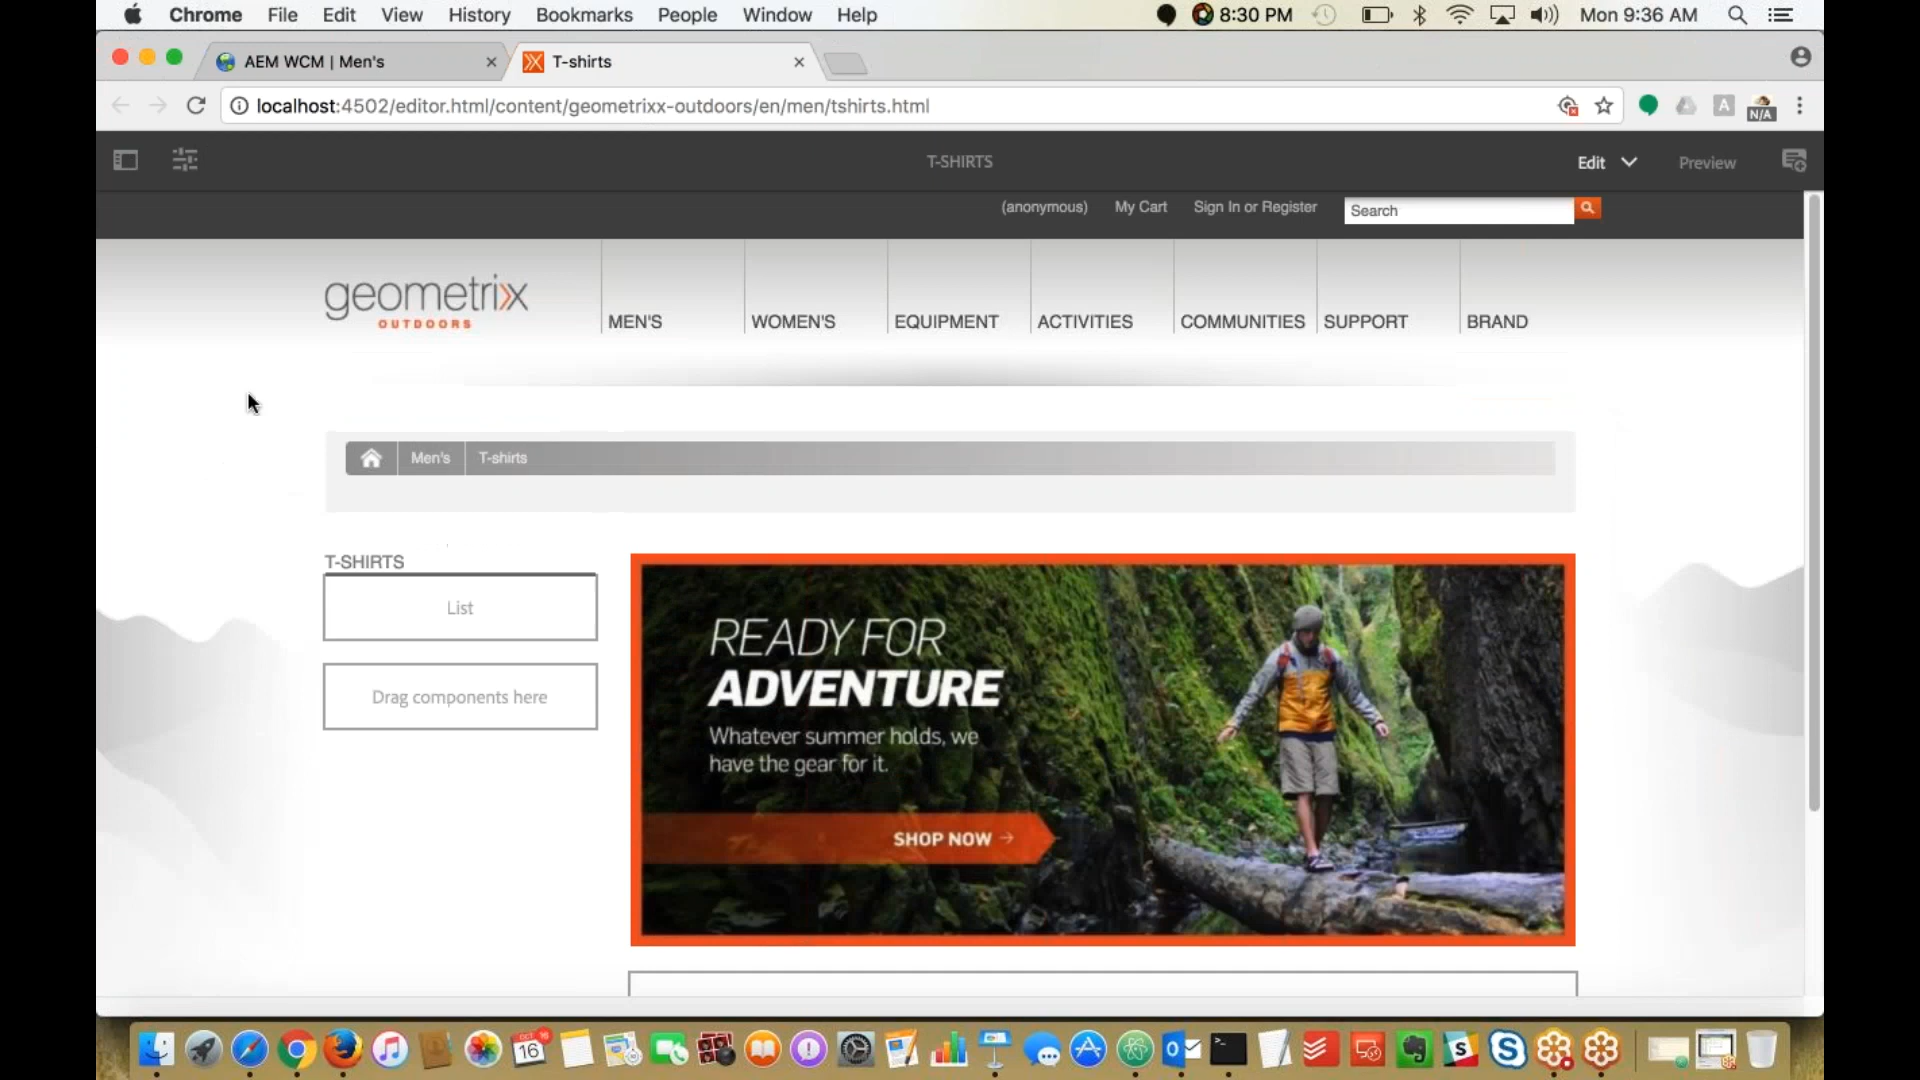 Chrome File Edit View History Bookmarks People Window Help 8:30 PM Mon 9:36 AM
AEM WCM | Men's
T-shirts
localhost:4502/editor.html/content/geometrixx-outdoors/en/men/tshirts.html
A
N/A
T-SHIRTS
Edit
Preview
(anonymous) My Cart Sign In or Register Search
geometrixx
OUTDOORS
MEN'S WOMEN'S EQUIPMENT ACTIVITIES COMMUNITIES SUPPORT BRAND
Men's T-shirts
T-SHIRTS
List
Drag components here
READY FOR
ADVENTURE
Whatever summer holds, we
have the gear for it.
SHOP NOW →
16